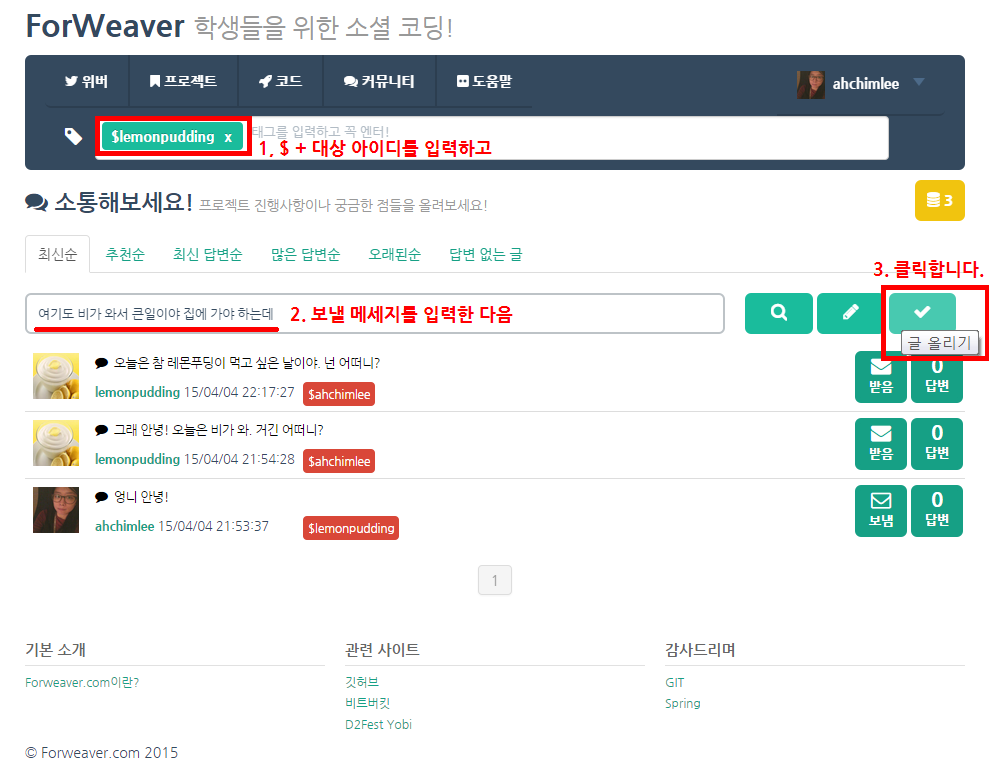 ForWeaver 학생들을 위한 소셜 코딩!
위버 프로젝트 코드 커뮤니티 도움말 ahchimlee
$lemonpudding x 태그를 입력하고 꼭 엔터!
1, $ + 대상 아이디를 입력하고
소통해보세요! 프로젝트 진행사항이나 궁금한 점들을 올려보세요! 3
최신순 추천순 최신 답변순 많은 답변순 오래된순 답변 없는 글
3. 클릭합니다.
여기도 비가 와서 큰일이야 집에 가야 하는데 2. 보낼 메세지를 입력한 다음
글 올리기
오늘은 참 레몬푸딩이 먹고 싶은 날이야. 넌 어떠니? 0
lemonpudding 15/04/04 22:17:27 $ahchimlee 받음 답변
그래 안녕! 오늘은 비가 와. 거긴 어떠니? 0
lemonpudding 15/04/04 21:54:28 $ahchimlee 받음 답변
엉니 안녕! 0
ahchimlee 15/04/04 21:53:37 $lemonpudding 보냄 답변
1
기본 소개 관련 사이트 감사드리며
Forweaver.com이란? 깃허브 GIT
비트버킷 Spring
D2Fest Yobi
© Forweaver.com 2015